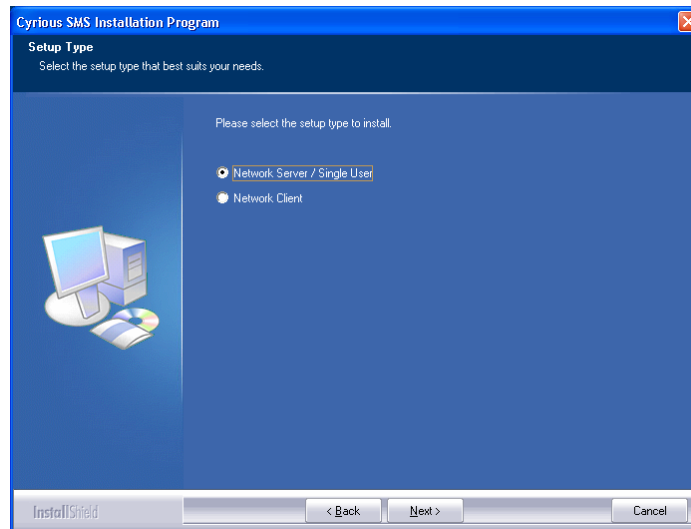 Cyrious SMS Installation Program
Setup Type
Select the setup type that best suits your needs.
Please select the setup type to install.
Network Server / Single User
Network Client
InstallShield
< Back
Next >
Cancel